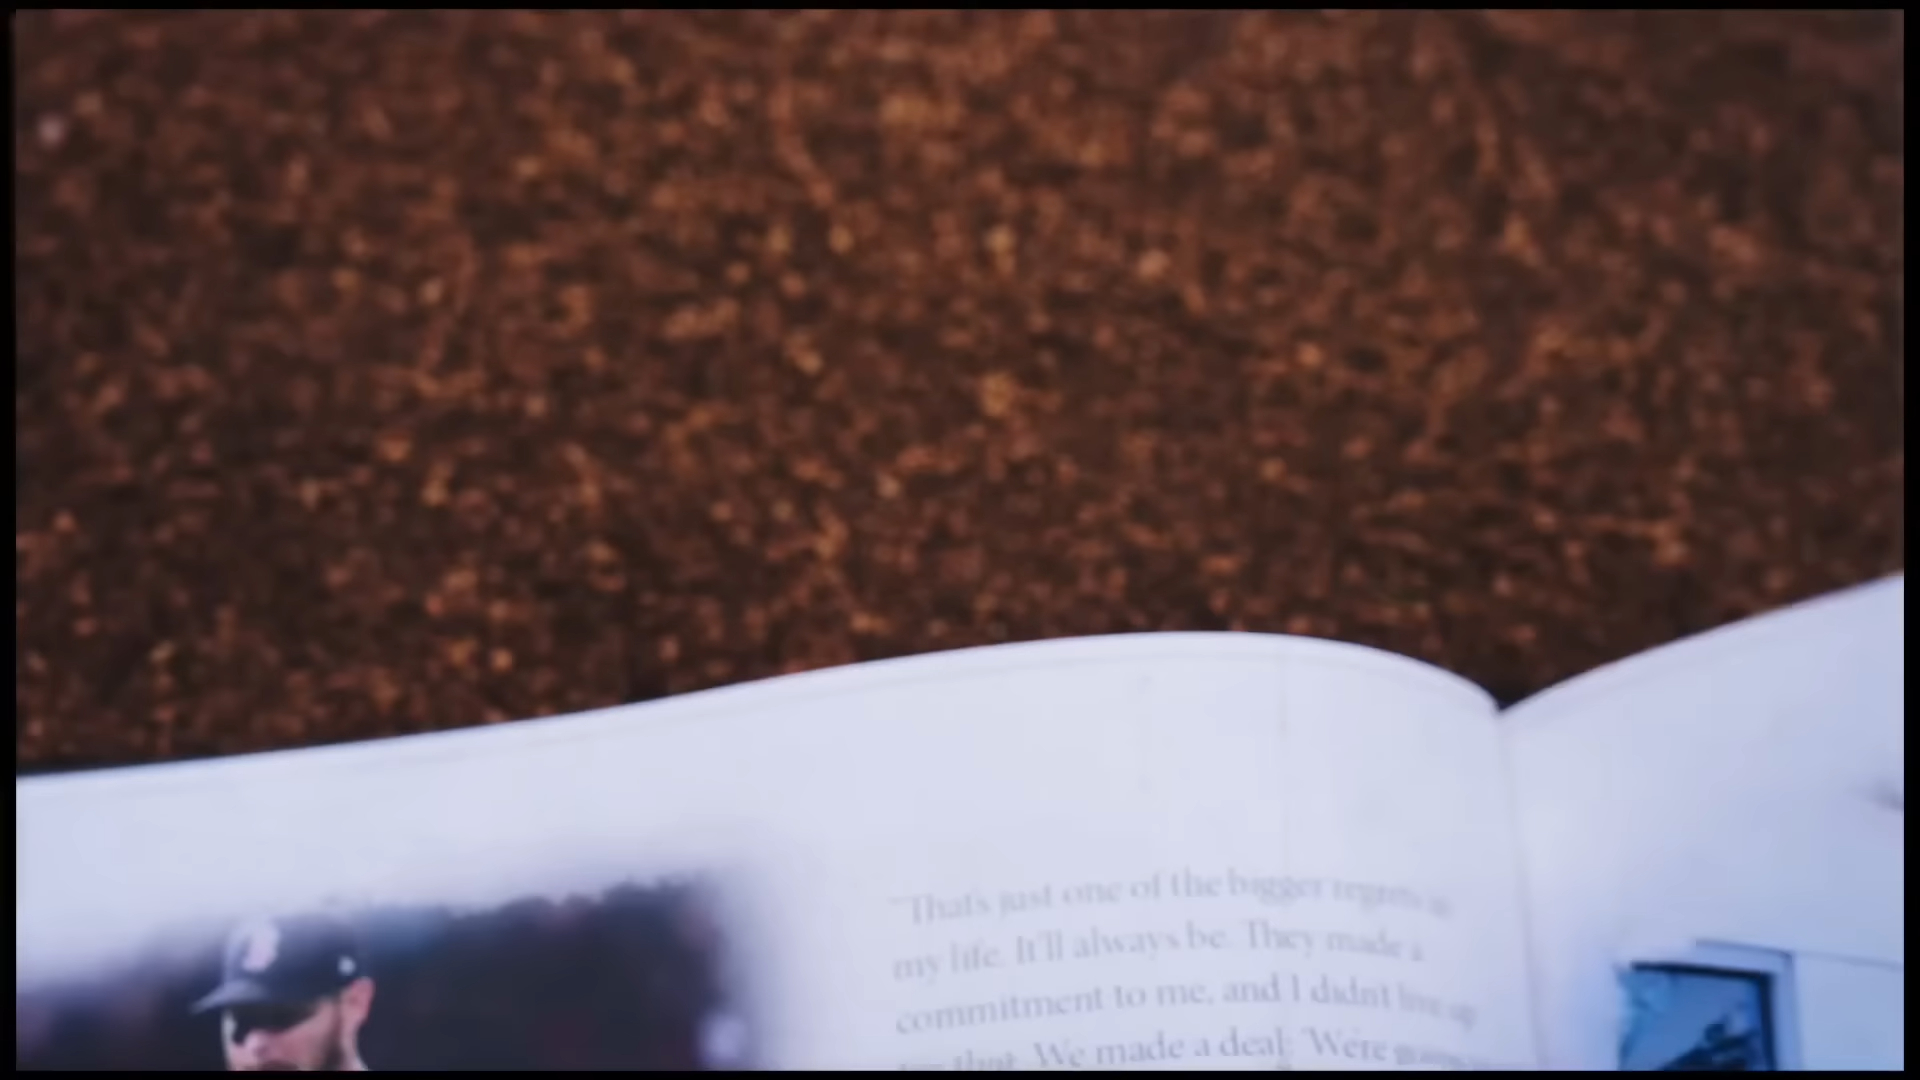 "That's just one of the bigger regrets in
my life. It'll always be. They made a
commitment to me, and I didn't live up
that. We made a deal: 'We're going